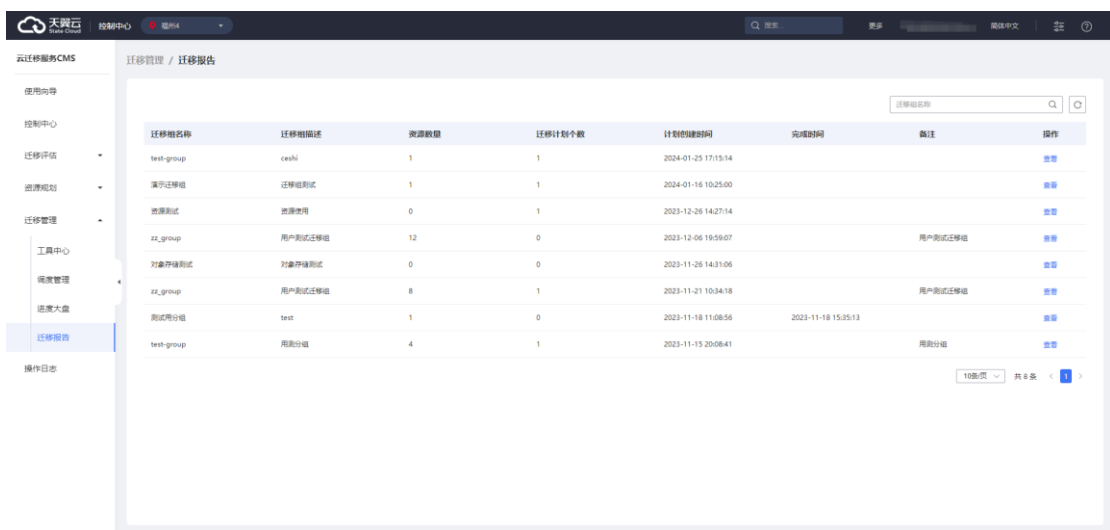 天翼云 State Cloud 控制中心 福州4 搜索... 更多 简体中文
云迁移服务CMS
使用向导
控制中心
迁移评估
资源规划
迁移管理
工具中心
调度管理
进度大盘
迁移报告
操作日志
迁移管理 / 迁移报告
迁移组名称
迁移组名称 迁移组描述 资源数量 迁移计划个数 计划创建时间 完成时间 备注 操作
test-group ceshi 1 1 2024-01-25 17:15:14 查看
演示迁移组 迁移组测试 1 1 2024-01-16 10:25:00 查看
资源测试 资源使用 0 1 2023-12-26 14:27:14 查看
zz_group 用户测试迁移组 12 0 2023-12-06 19:59:07 用户测试迁移组 查看
对象存储测试 对象存储测试 0 0 2023-11-26 14:31:06 查看
zz_group 用户测试迁移组 8 1 2023-11-21 10:34:18 用户测试迁移组 查看
测试用分组 test 1 0 2023-11-18 11:08:56 2023-11-18 15:35:13 查看
test-group 用测分组 4 1 2023-11-15 20:08:41 用测分组 查看
10条/页 共 8 条 1